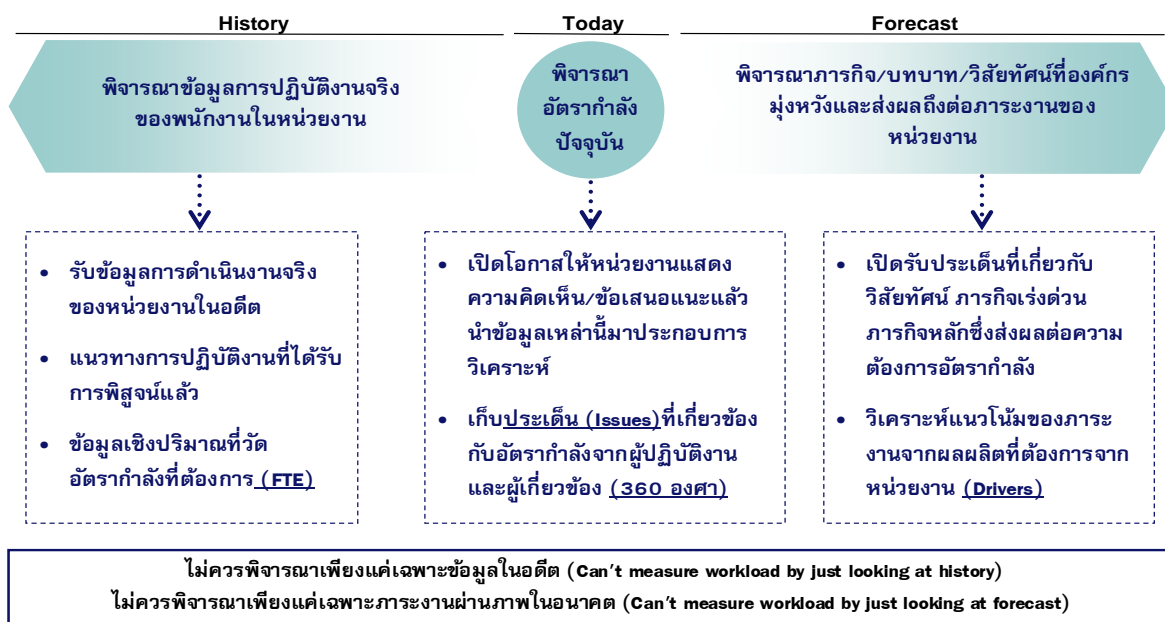 History
Today
Forecast
พิจารณาข้อมูลการปฏิบัติงานจริง
ของพนักงานในหน่วยงาน
พิจารณา
อัตรากำลัง
ปัจจุบัน
พิจารณาภารกิจ/บทบาท/วิสัยทัศน์ที่องค์กร
มุ่งหวังและส่งผลถึงต่อภาระงานของ
หน่วยงาน
• รับข้อมูลการดำเนินงานจริง
ของหน่วยงานในอดีต
• แนวทางการปฏิบัติงานที่ได้รับ
การพิสูจน์แล้ว
• ข้อมูลเชิงปริมาณที่วัด
อัตรากำลังที่ต้องการ (FTE)
• เปิดโอกาสให้หน่วยงานแสดง
ความคิดเห็น/ข้อเสนอแนะแล้ว
นำข้อมูลเหล่านี้มาประกอบการ
วิเคราะห์
• เก็บประเด็น (Issues)ที่เกี่ยวข้อง
กับอัตรากำลังจากผู้ปฏิบัติงาน
และผู้เกี่ยวข้อง (360 องศา)
• เปิดรับประเด็นที่เกี่ยวกับ
วิสัยทัศน์ ภารกิจเร่งด่วน
ภารกิจหลักซึ่งส่งผลต่อความ
ต้องการอัตรากำลัง
• วิเคราะห์แนวโน้มของภาระ
งานจากผลผลิตที่ต้องการจาก
หน่วยงาน (Drivers)
ไม่ควรพิจารณาเพียงแค่เฉพาะข้อมูลในอดีต (Can't measure workload by just looking at history)
ไม่ควรพิจารณาเพียงแค่เฉพาะภาระงานผ่านภาพในอนาคต (Can't measure workload by just looking at forecast)